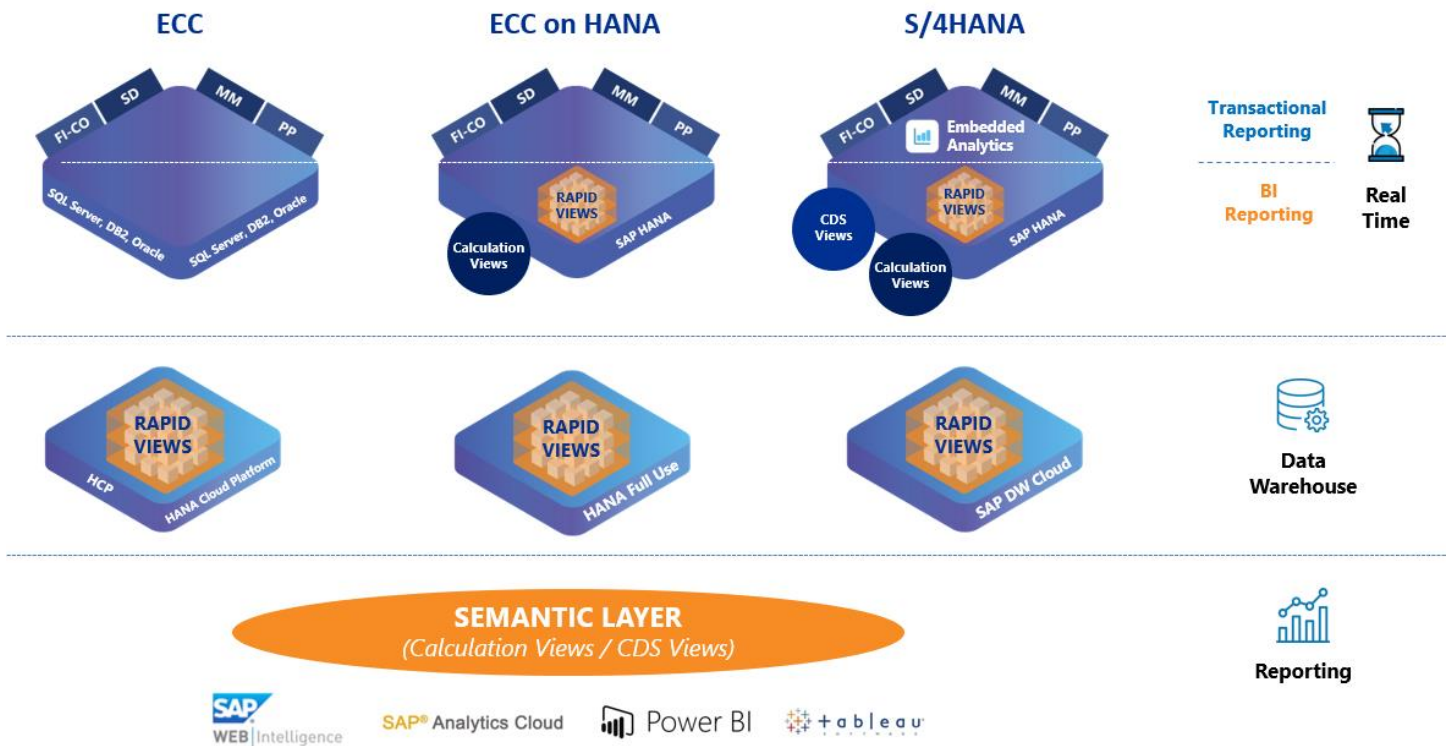 ECC
ECC on HANA
S/4HANA
FI-CO
SD
MM
PP
SQL Server, DB2, Oracle
SQL Server, DB2, Oracle
FI-CO
SD
MM
PP
RAPID
VIEWS
Calculation
Views
SAP HANA
FI-CO
SD
MM
PP
Embedded
Analytics
RAPID
VIEWS
CDS
Views
Calculation
Views
SAP HANA
Transactional
Reporting
BI
Reporting
Real
Time
RAPID
VIEWS
HCP
HANA Cloud Platform
RAPID
VIEWS
HANA Full Use
RAPID
VIEWS
SAP DW Cloud
Data
Warehouse
SEMANTIC LAYER
(Calculation Views / CDS Views)
Reporting
SAP
WEB Intelligence
SAP® Analytics Cloud
Power BI
+ableau
SOFTWARE